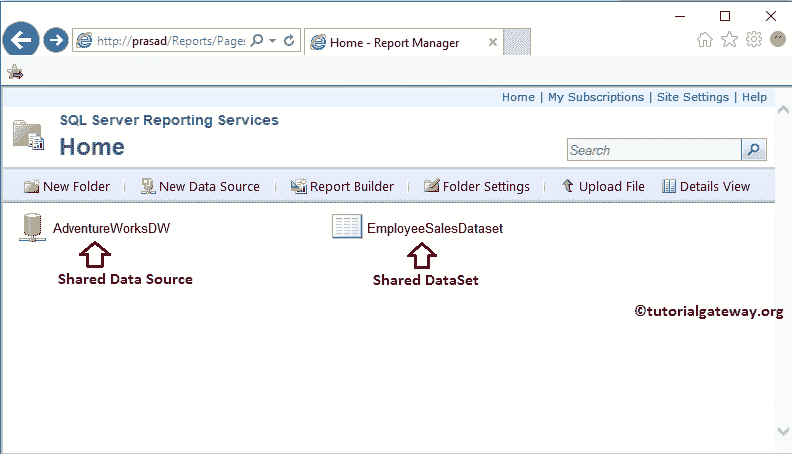 http://prasad/Reports/Page:
Home - Report Manager
Home | My Subscriptions | Site Settings | Help
SQL Server Reporting Services
Home
Search
New Folder | New Data Source | Report Builder | Folder Settings | Upload File | Details View
AdventureWorksDW
EmployeeSalesDataset
Shared Data Source
Shared DataSet
©tutorialgateway.org